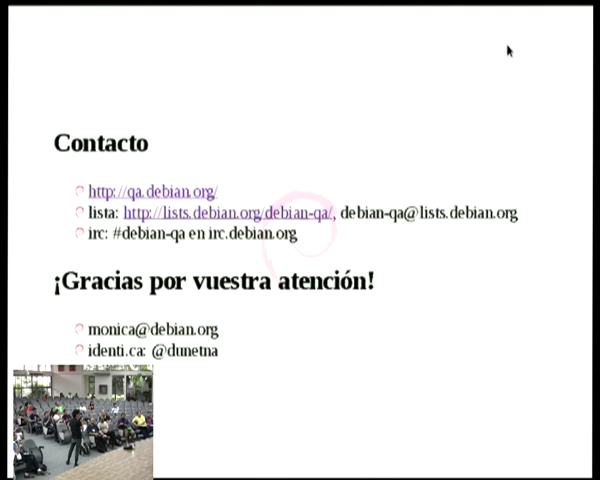 Contacto
http://qa.debian.org/
lista: http://lists.debian.org/debian-qa/, debian-qa@lists.debian.org
irc: #debian-qa en irc.debian.org
¡Gracias por vuestra atención!
monica@debian.org
identi.ca: @dunetna